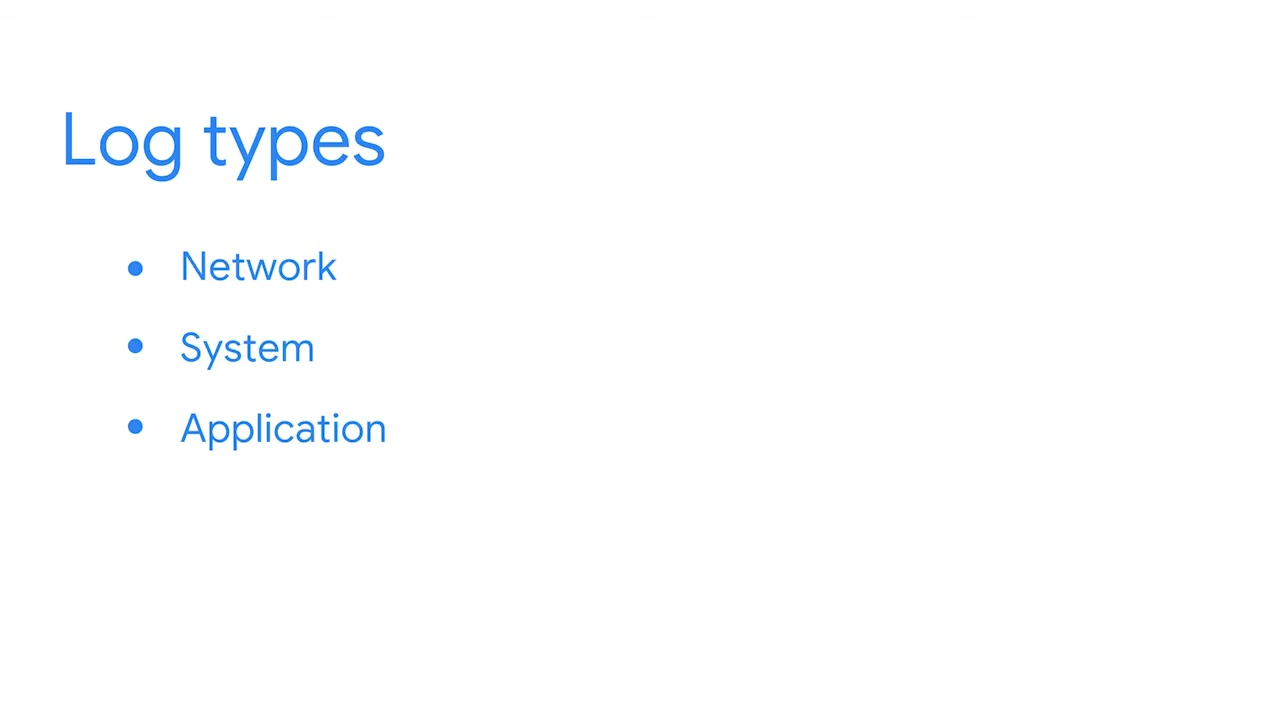 Log types
● Network
● System
● Application